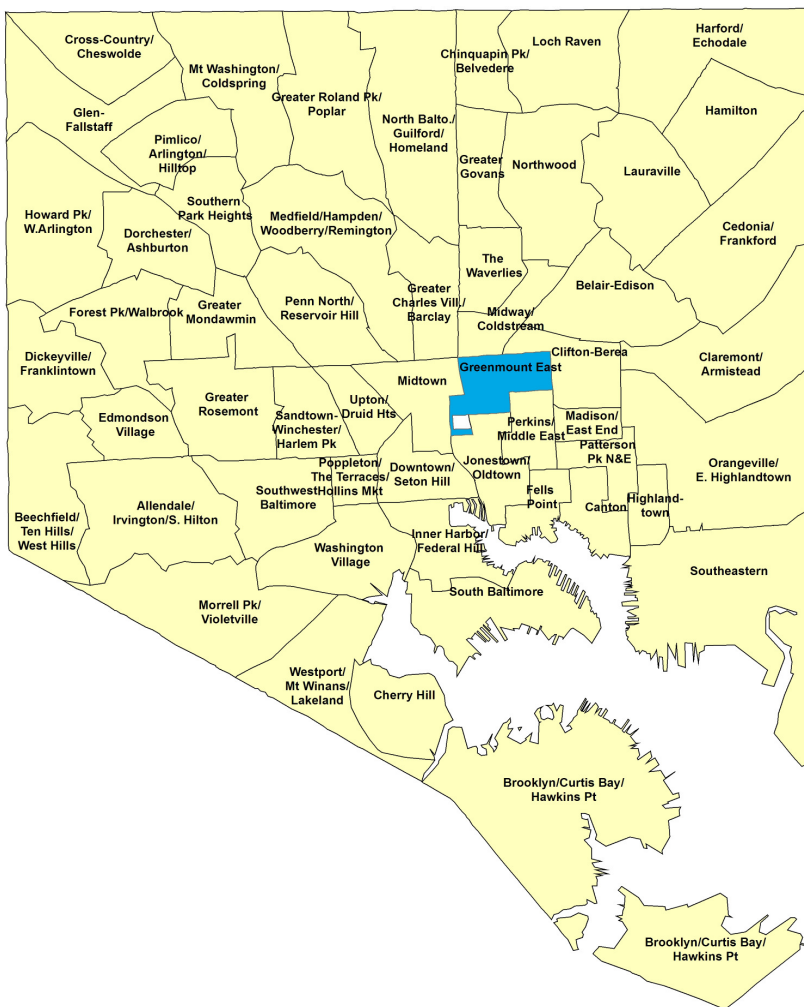 Cross-Country/
Cheswolde
Mt Washington/
Coldspring
Greater Roland Pk/
Poplar
North Balto./
Guilford/
Homeland
Chinquapin Pk/
Belvedere
Loch Raven
Harford/
Echodale
Glen-
Fallstaff
Pimlico/
Arlington/
Hilltop
Hamilton
Greater
Govans
Northwood
Lauraville
Howard Pk/
W.Arlington
Dorchester/
Ashburton
Southern
Park Heights
Medfield/Hampden/
Woodberry/Remington
Cedonia/
Frankford
The
Waverlies
Belair-Edison
Forest Pk/Walbrook
Greater
Mondawmin
Penn North/
Reservoir Hill
Greater
Charles Vill./
Barclay
Midway/
Coldstream
Dickeyville/
Franklintown
Greater
Rosemont
Midtown
Greenmount East
Clifton-Berea
Claremont/
Armistead
Edmondson
Village
Sandtown-
Winchester/
Harlem Pk
Upton/
Druid Hts
Perkins/
Middle East
Madison/
East End
Patterson
Pk N&E
Beechfield/
Ten Hills/
West Hills
Allendale/
Irvington/S. Hilton
Southwest
Baltimore
Poppleton/
The Terraces/
Hollins Mkt
Downtown/
Seton Hill
Jonestown/
Oldtown
Fells
Point
Canton
Highland-
town
Orangeville/
E. Highlandtown
Washington
Village
Inner Harbor/
Federal Hill
Southeastern
Morrell Pk/
Violetville
South Baltimore
Westport/
Mt Winans/
Lakeland
Cherry Hill
Brooklyn/Curtis Bay/
Hawkins Pt
Brooklyn/Curtis Bay/
Hawkins Pt